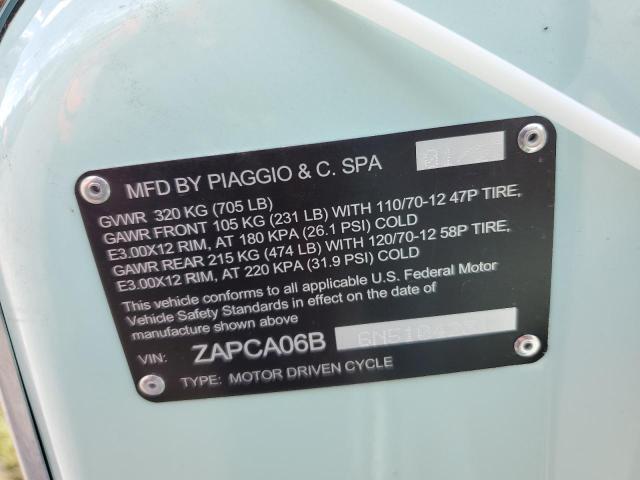 MFD BY PIAGGIO & C. SPA
GVWR 320 KG (705 LB)
GAWR FRONT 105 KG (231 LB) WITH 110/70-12 47P TIRE,
E3.00X12 RIM, AT 180 KPA (26.1 PSI) COLD
GAWR REAR 215 KG (474 LB) WITH 120/70-12 58P TIRE,
E3.00X12 RIM, AT 220 KPA (31.9 PSI) COLD
This vehicle conforms to all applicable U.S. Federal Motor
Vehicle Safety Standards in effect on the date of
manufacture shown above
VIN: ZAPCA06B
TYPE: MOTOR DRIVEN CYCLE